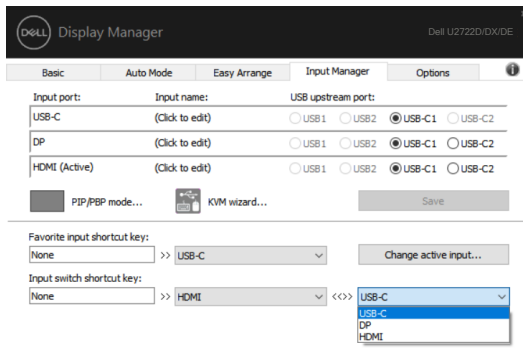 DELL Display Manager Dell U2722D/DX/DE
Basic Auto Mode Easy Arrange Input Manager Options
Input port: Input name: USB upstream port:
USB-C (Click to edit) USB1 USB2 USB-C1 USB-C2
DP (Click to edit) USB1 USB2 USB-C1 USB-C2
HDMI (Active) (Click to edit) USB1 USB2 USB-C1 USB-C2
PIP/PBP mode... KVM wizard... Save
Favorite input shortcut key:
None >> USB-C Change active input...
Input switch shortcut key:
None >> HDMI <<>> USB-C
USB-C
DP
HDMI